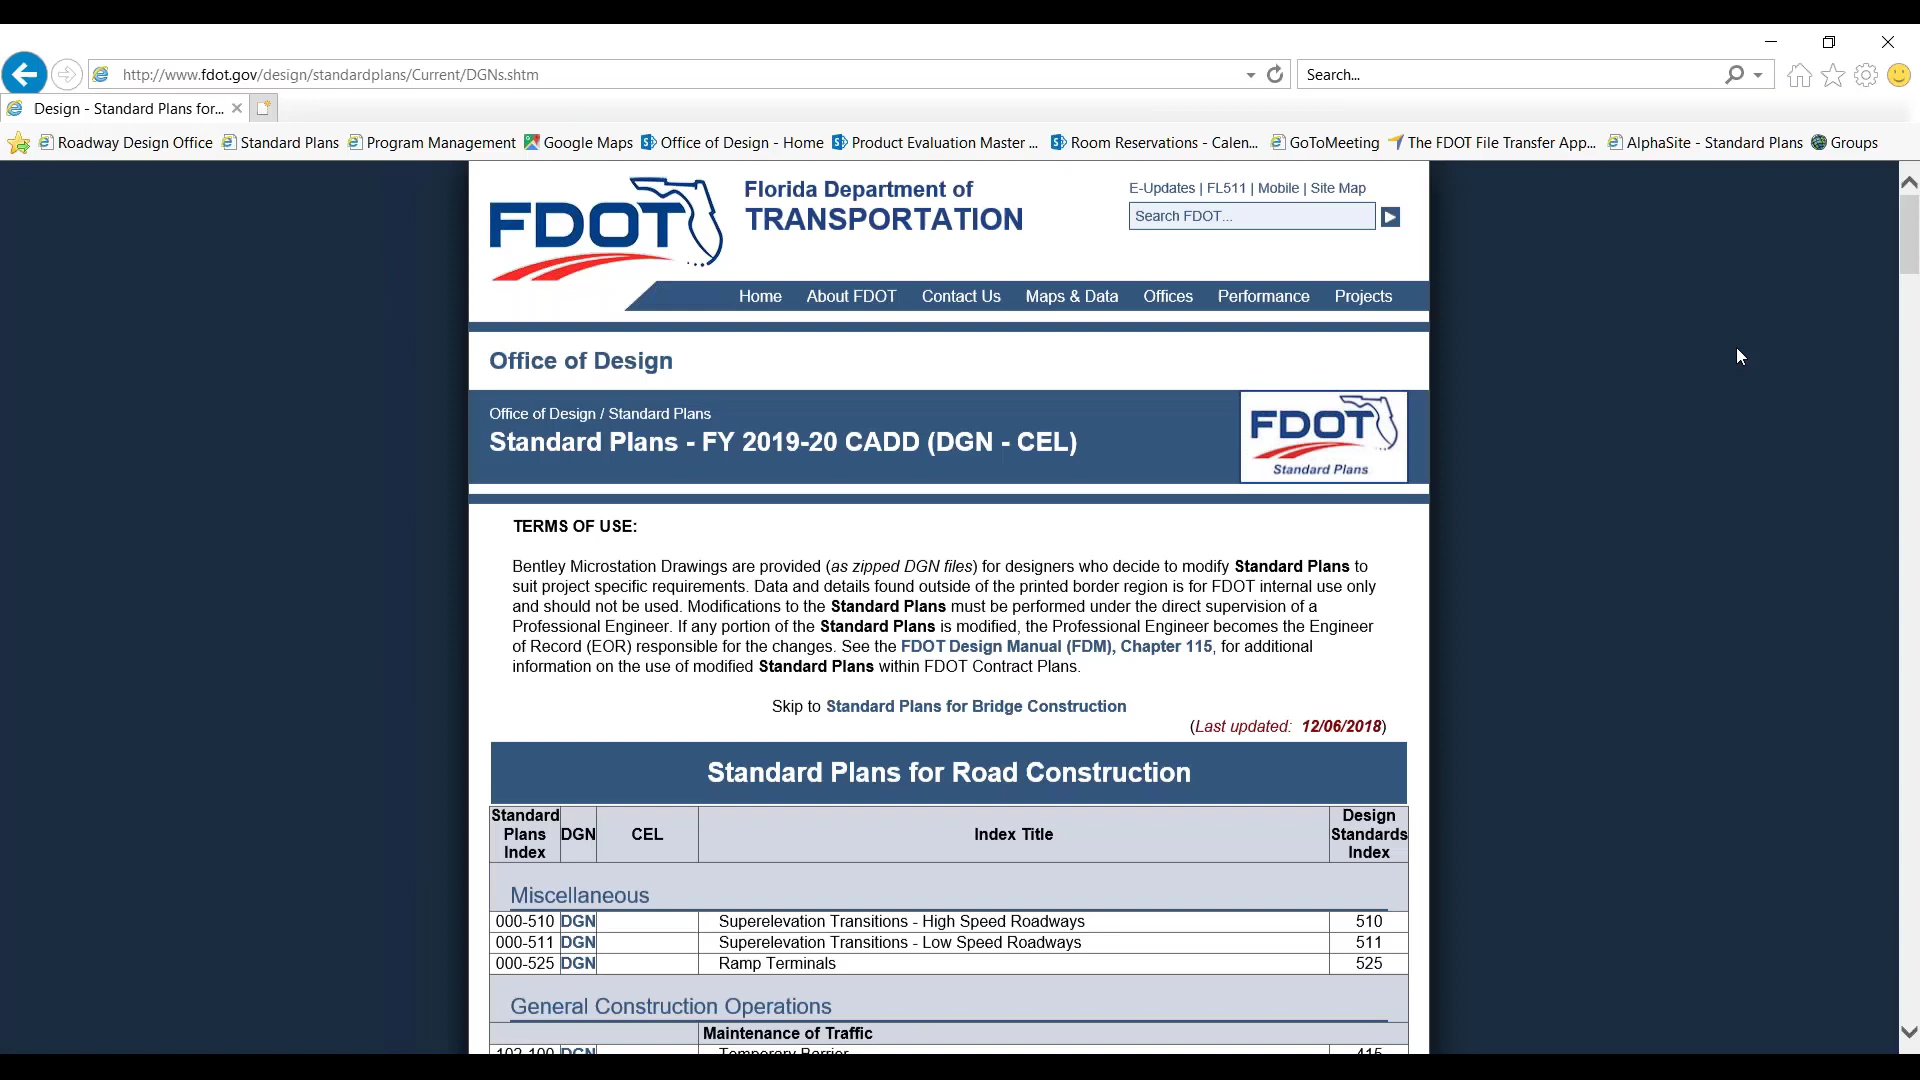 http://www.fdot.gov/design/standardplans/Current/DGNs.shtm
Search...
Design - Standard Plans for...
Roadway Design Office
Standard Plans
Program Management
Google Maps
Office of Design - Home
Product Evaluation Master ...
Room Reservations - Calen...
GoToMeeting
The FDOT File Transfer App...
AlphaSite - Standard Plans
Groups
FDOT
Florida Department of
TRANSPORTATION
E-Updates | FL511 | Mobile | Site Map
Search FDOT...
Home About FDOT Contact Us Maps & Data Offices Performance Projects
Office of Design
Office of Design / Standard Plans
Standard Plans - FY 2019-20 CADD (DGN - CEL)
FDOT
Standard Plans
TERMS OF USE:
Bentley Microstation Drawings are provided (as zipped DGN files) for designers who decide to modify Standard Plans to
suit project specific requirements. Data and details found outside of the printed border region is for FDOT internal use only
and should not be used. Modifications to the Standard Plans must be performed under the direct supervision of a
Professional Engineer. If any portion of the Standard Plans is modified, the Professional Engineer becomes the Engineer
of Record (EOR) responsible for the changes. See the FDOT Design Manual (FDM), Chapter 115, for additional
information on the use of modified Standard Plans within FDOT Contract Plans.
Skip to Standard Plans for Bridge Construction
(Last updated: 12/06/2018)
Standard Plans for Road Construction
Standard Plans Index DGN CEL Index Title Design Standards Index
Miscellaneous
000-510 DGN Superelevation Transitions - High Speed Roadways 510
000-511 DGN Superelevation Transitions - Low Speed Roadways 511
000-525 DGN Ramp Terminals 525
General Construction Operations
Maintenance of Traffic
102-100 DGN Temporary Barrier 415